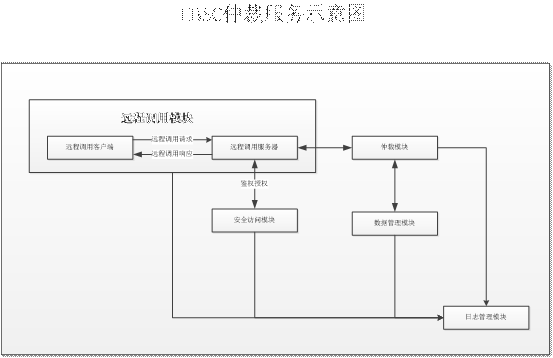 仲裁服务示意图
远程调用模块
远程调用客户端
远程调用请求
远程调用响应
远程调用服务器
仲裁模块
鉴权授权
安全访问模块
数据管理模块
日志管理模块